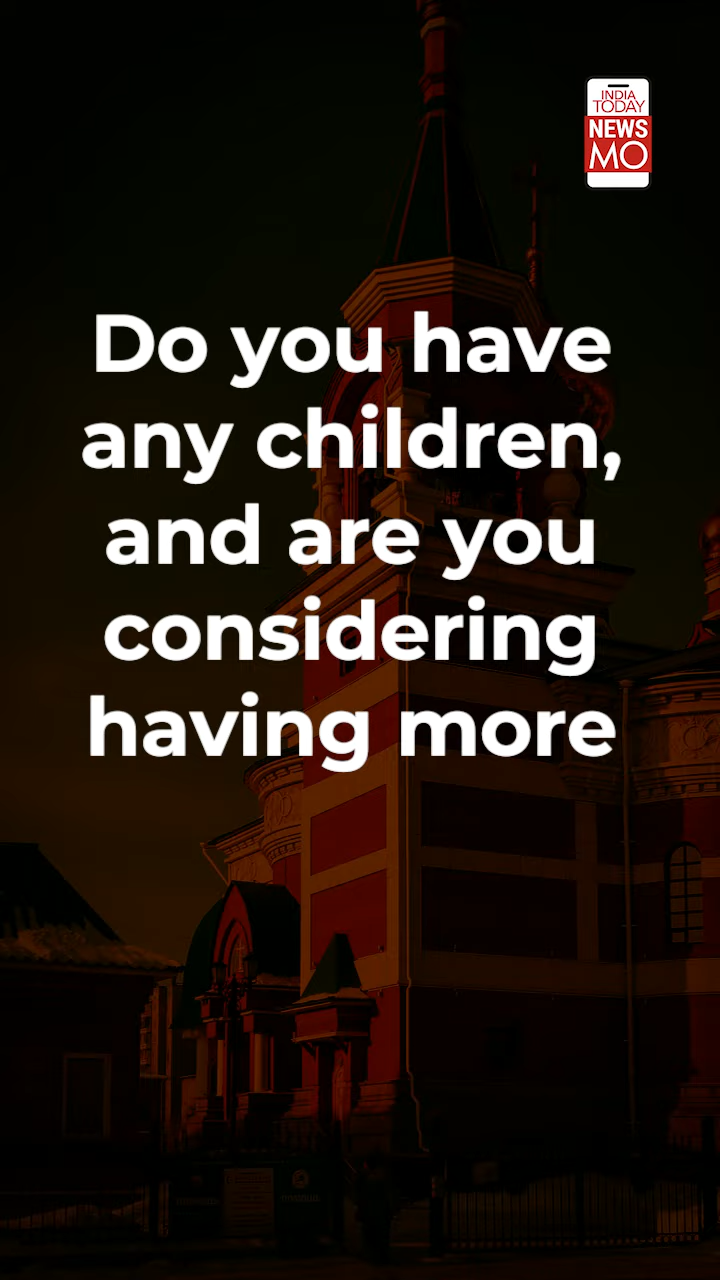 INDIA
TODAY
NEWS
MO
Do you have
any children,
and are you
considering
having more